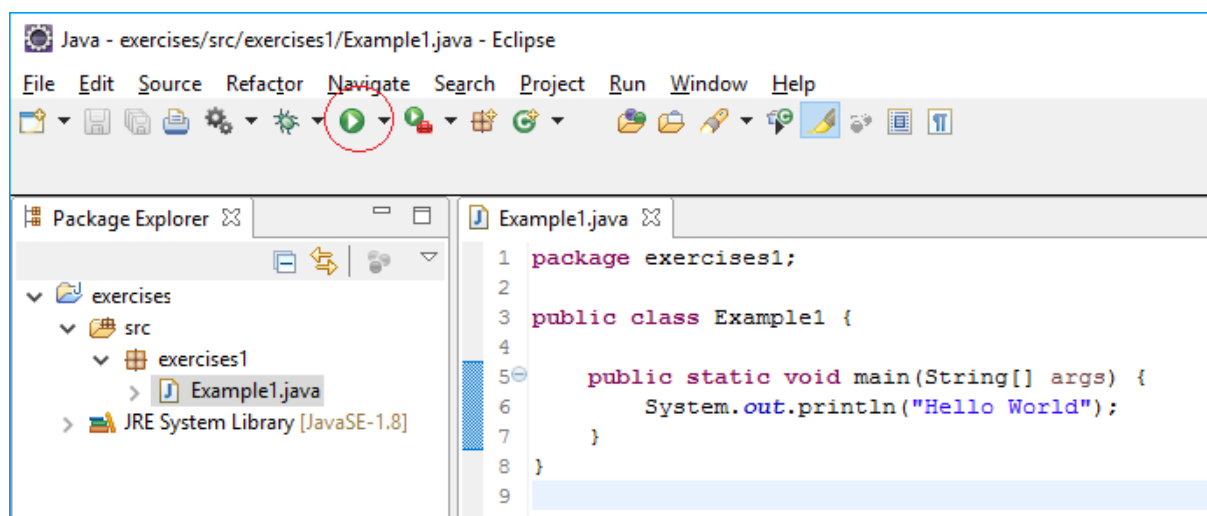 Java - exercises/src/exercises1/Example1.java - Eclipse
File Edit Source Refactor Navigate Search Project Run Window Help
Package Explorer
exercises
src
exercises1
Example1.java
JRE System Library [JavaSE-1.8]
Example1.java
1 package exercises1;
2
3 public class Example1 {
4
5 public static void main(String[] args) {
6 System.out.println("Hello World");
7 }
8 }
9